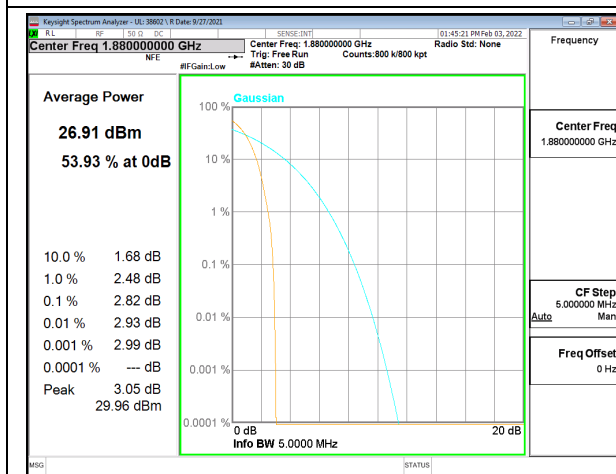 Keysight Spectrum Analyzer - UL: 38602 \ R Date: 9/27/2021
RL RF 50 Ω DC SENSE:INT 01:45:21 PM Feb 03, 2022
Center Freq 1.880000000 GHz
NFE
#IFGain:Low
Center Freq: 1.880000000 GHz
Trig: Free Run Counts:800 k/800 kpt
#Atten: 30 dB
Radio Std: None
Frequency
Average Power
26.91 dBm
53.93 % at 0dB
10.0 % 1.68 dB
1.0 % 2.48 dB
0.1 % 2.82 dB
0.01 % 2.93 dB
0.001 % 2.99 dB
0.0001 % --- dB
Peak 3.05 dB
29.96 dBm
Gaussian
100 %
10 %
1 %
0.1 %
0.01 %
0.001 %
0.0001 %
0 dB
20 dB
Info BW 5.0000 MHz
Center Freq
1.880000000 GHz
CF Step
5.000000 MHz
Auto Man
Freq Offset
0 Hz
MSG
STATUS